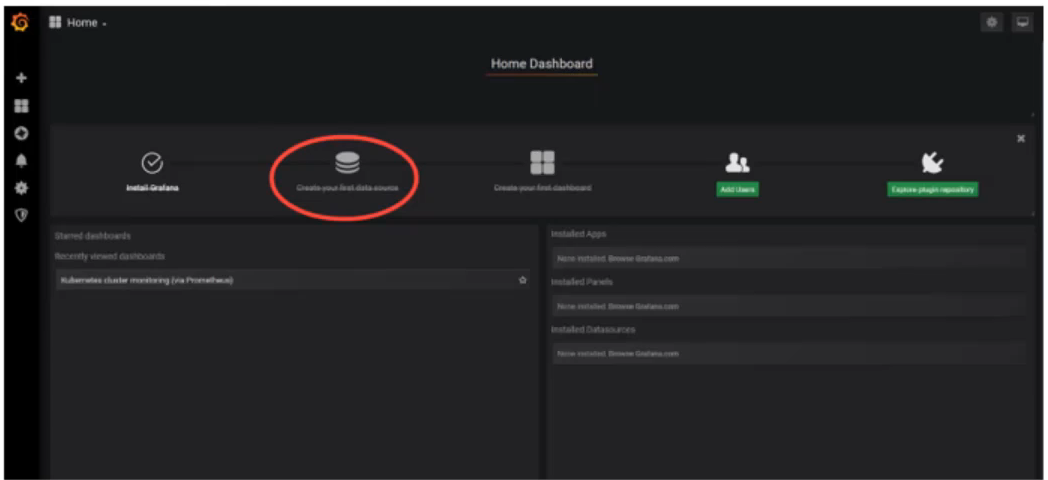 Home
Home Dashboard
Install Grafana
Create your first data source
Create your first dashboard
Add Users
Explore plugin repository
Starred dashboards
Recently viewed dashboards
Kubernetes cluster monitoring (via Prometheus)
Installed Apps
None installed. Browse Grafana.com
Installed Panels
None installed. Browse Grafana.com
Installed Datasources
None installed. Browse Grafana.com